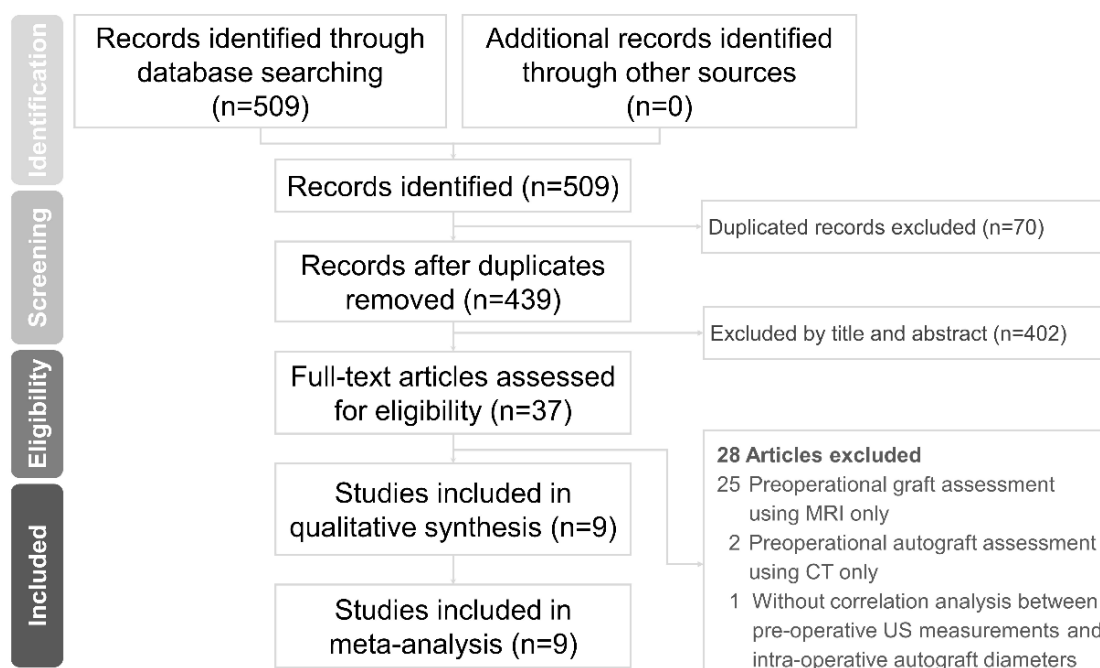 Identification
Records identified through
database searching
(n=509)
Additional records identified
through other sources
(n=0)
Records identified (n=509)
Screening
Duplicated records excluded (n=70)
Records after duplicates
removed (n=439)
Excluded by title and abstract (n=402)
Eligibility
Full-text articles assessed
for eligibility (n=37)
28 Articles excluded
25 Preoperational graft assessment
using MRI only
2 Preoperational autograft assessment
using CT only
1 Without correlation analysis between
pre-operative US measurements and
intra-operative autograft diameters
Included
Studies included in
qualitative synthesis (n=9)
Studies included in
meta-analysis (n=9)